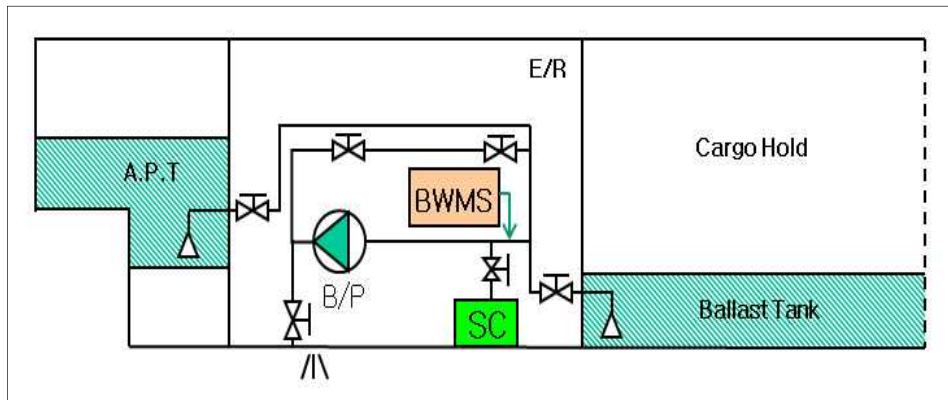 E/R
Cargo Hold
A.P.T
BWMS
B/P
SC
Ballast Tank